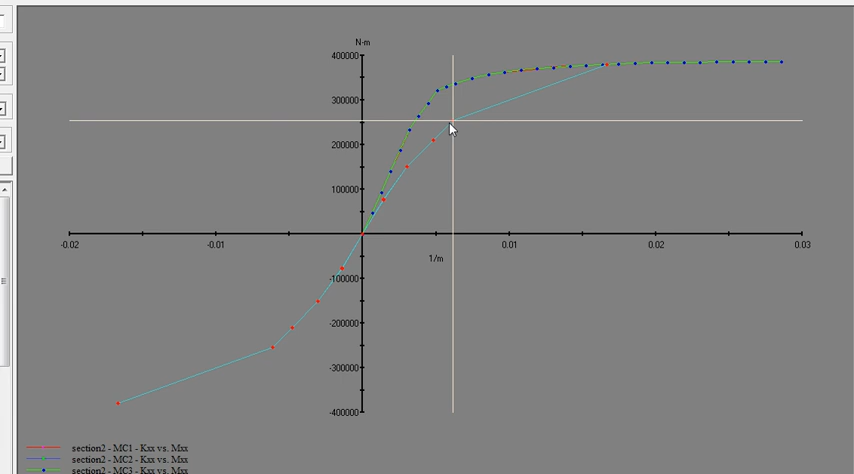 N-m
400000
300000
200000
100000
-0.02
-0.01
0.01
0.02
0.03
1/m
-100000
-200000
-300000
-400000
section2 - MC1 - Kxx vs. Mxx
section2 - MC2 - Kxx vs. Mxx
section2 - MC3 - Kxx vs. Mxx